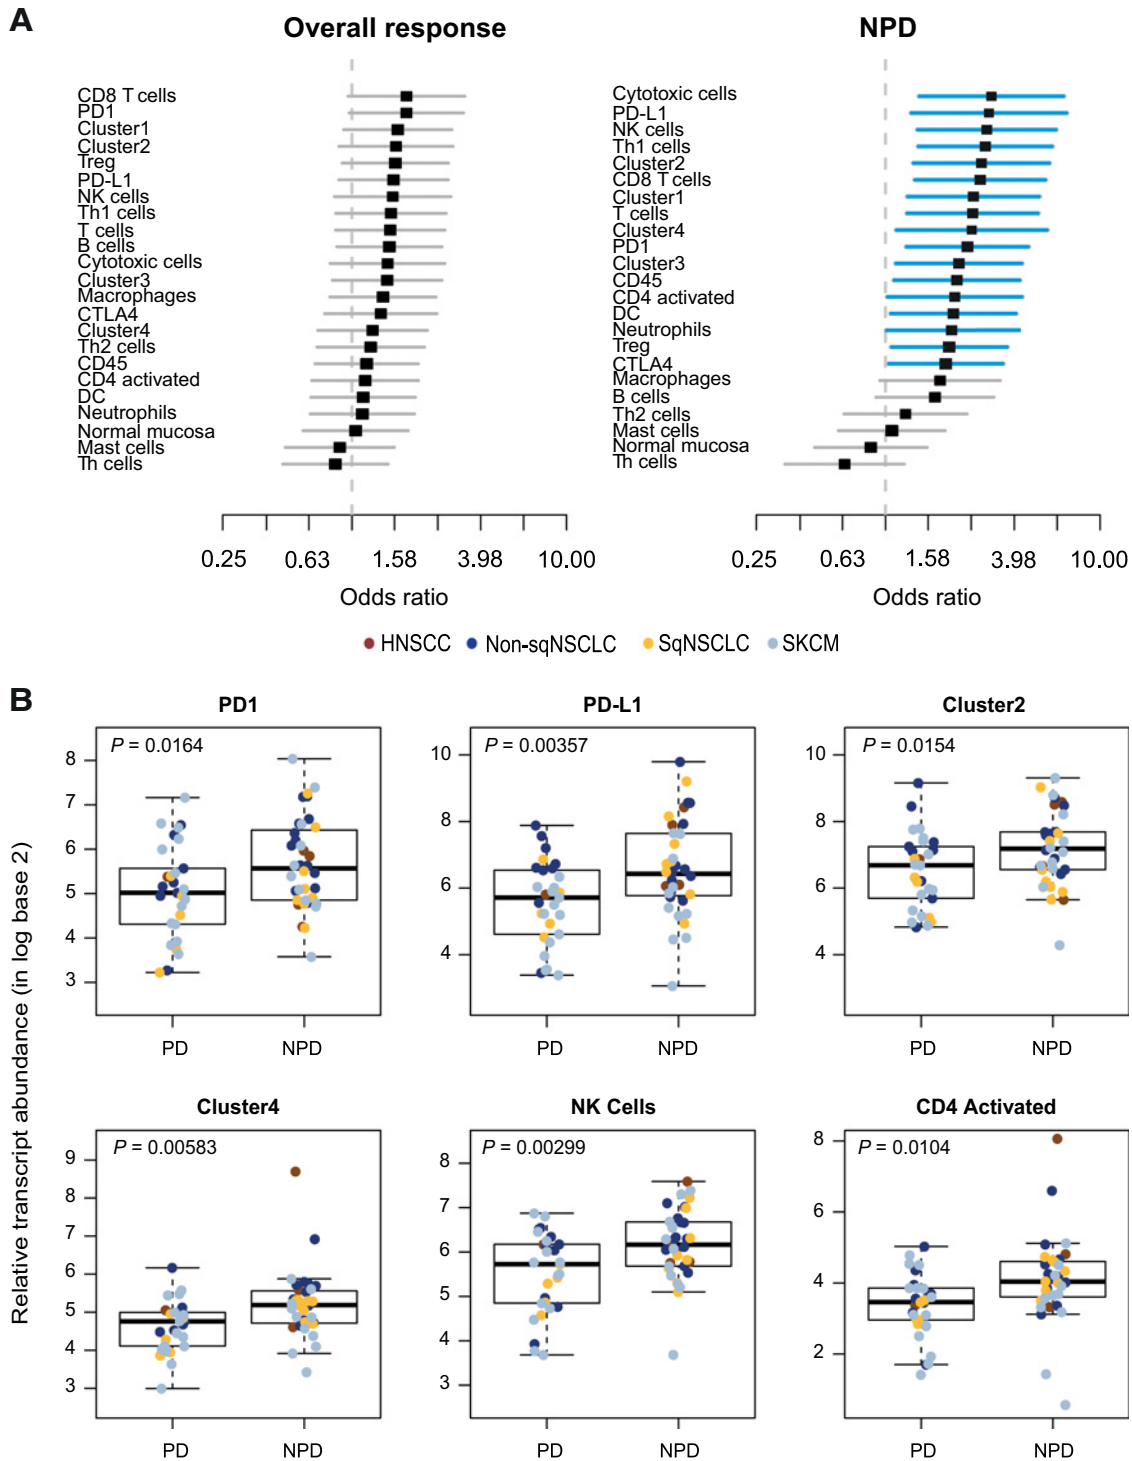 A
Overall response
NPD
CD8 T cells
PD1
Cluster1
Cluster2
Treg
PD-L1
NK cells
Th1 cells
T cells
B cells
Cytotoxic cells
Cluster3
Macrophages
CTLA4
Cluster4
Th2 cells
CD45
CD4 activated
DC
Neutrophils
Normal mucosa
Mast cells
Th cells
0.25 0.63 1.58 3.98 10.00
Odds ratio
Cytotoxic cells
PD-L1
NK cells
Th1 cells
Cluster2
CD8 T cells
Cluster1
T cells
Cluster4
PD1
Cluster3
CD45
CD4 activated
DC
Neutrophils
Treg
CTLA4
Macrophages
B cells
Th2 cells
Mast cells
Normal mucosa
Th cells
0.25 0.63 1.58 3.98 10.00
Odds ratio
HNSCC Non-sqNSCLC SqNSCLC SKCM
B
Relative transcript abundance (in log base 2)
PD1
P = 0.0164
8
7
6
5
4
3
PD NPD
PD-L1
P = 0.00357
10
8
6
4
PD NPD
Cluster2
P = 0.0154
10
8
6
4
PD NPD
Cluster4
P = 0.00583
9
8
7
6
5
4
3
PD NPD
NK Cells
P = 0.00299
8
7
6
5
4
3
PD NPD
CD4 Activated
P = 0.0104
8
6
4
2
PD NPD